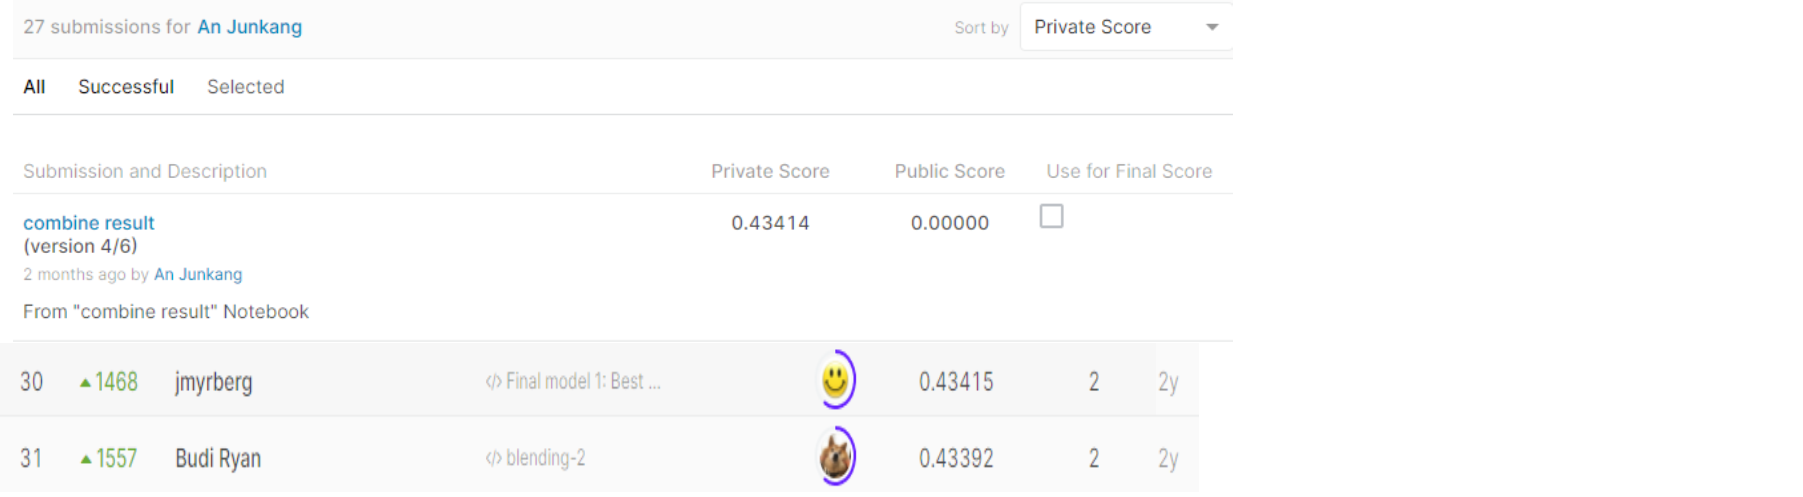 27 submissions for An Junkang
Sort by Private Score
All Successful Selected
Submission and Description Private Score Public Score Use for Final Score
combine result 0.43414 0.00000
(version 4/6)
2 months ago by An Junkang
From "combine result" Notebook
30 ▲1468 jmyrberg </> Final model 1: Best ... 0.43415 2 2y
31 ▲1557 Budi Ryan </> blending-2 0.43392 2 2y